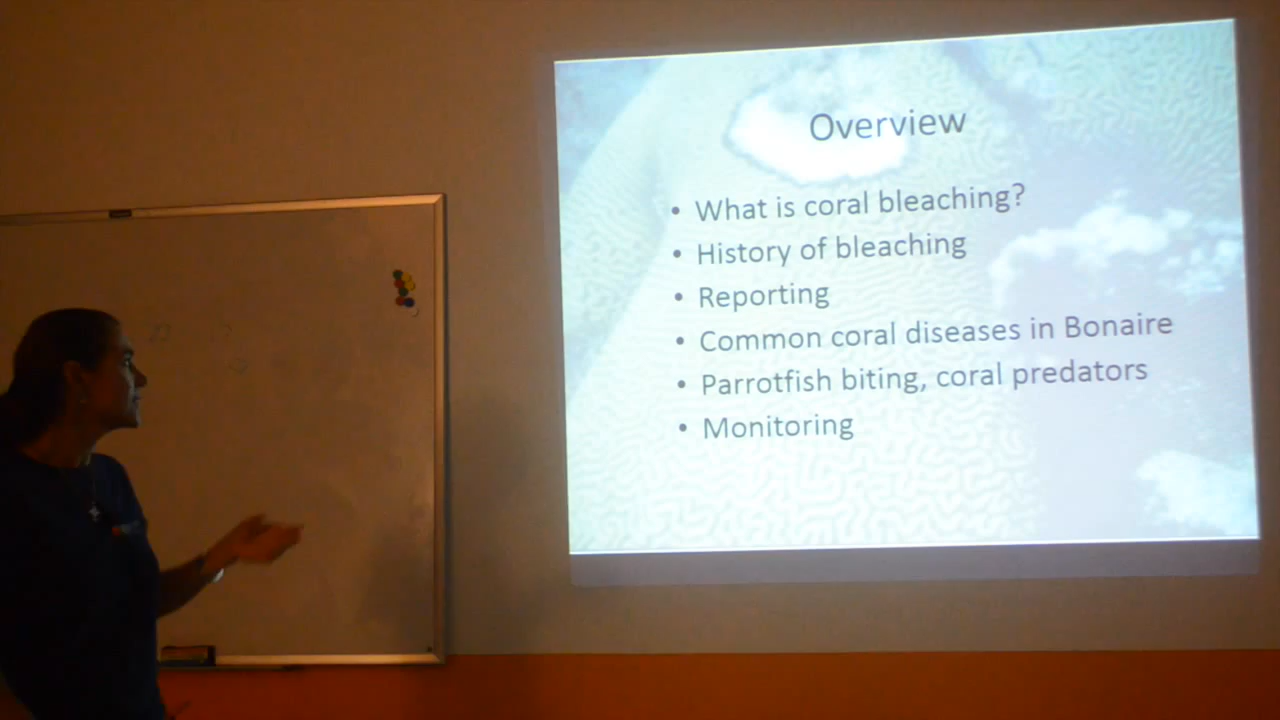 Overview
• What is coral bleaching?
• History of bleaching
• Reporting
• Common coral diseases in Bonaire
• Parrotfish biting, coral predators
• Monitoring